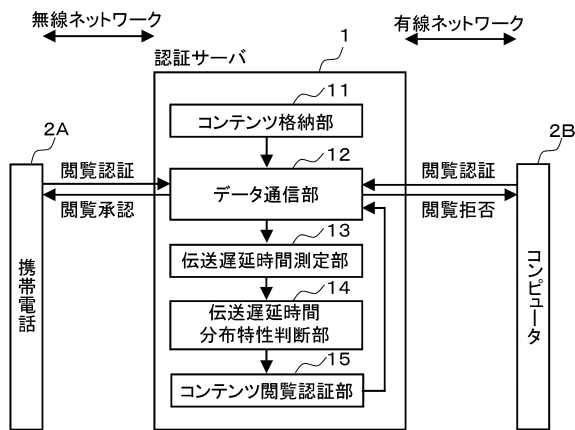 無線ネットワーク
有線ネットワーク
認証サーバ
1
11
コンテンツ格納部
2A
12
2B
閲覧認証
データ通信部
閲覧認証
閲覧承認
閲覧拒否
13
伝送遅延時間測定部
携帯電話
コンピュータ
14
伝送遅延時間
分布特性判断部
15
コンテンツ閲覧認証部